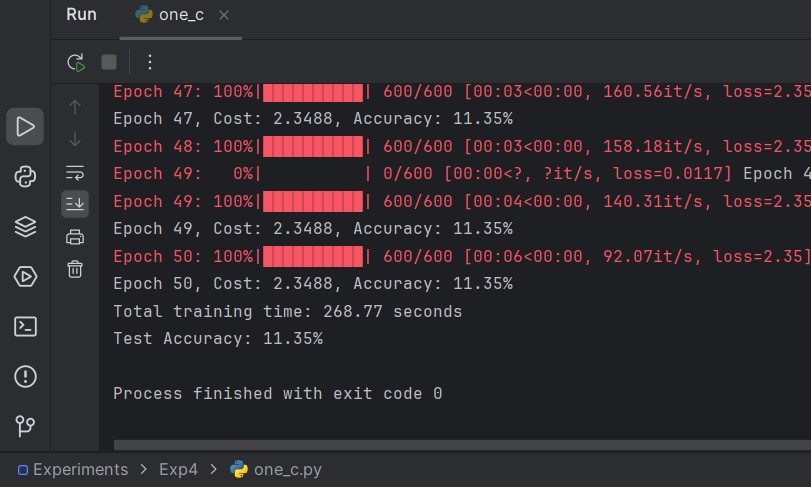 Run one_c
Epoch 47: 100%|██████████| 600/600 [00:03<00:00, 160.56it/s, loss=2.35
Epoch 47, Cost: 2.3488, Accuracy: 11.35%
Epoch 48: 100%|██████████| 600/600 [00:03<00:00, 158.18it/s, loss=2.35
Epoch 49:   0%|          | 0/600 [00:00<?, ?it/s, loss=0.0117] Epoch 4
Epoch 49: 100%|██████████| 600/600 [00:04<00:00, 140.31it/s, loss=2.35
Epoch 49, Cost: 2.3488, Accuracy: 11.35%
Epoch 50: 100%|██████████| 600/600 [00:06<00:00, 92.07it/s, loss=2.35]
Epoch 50, Cost: 2.3488, Accuracy: 11.35%
Total training time: 268.77 seconds
Test Accuracy: 11.35%
Process finished with exit code 0
Experiments > Exp4 > one_c.py